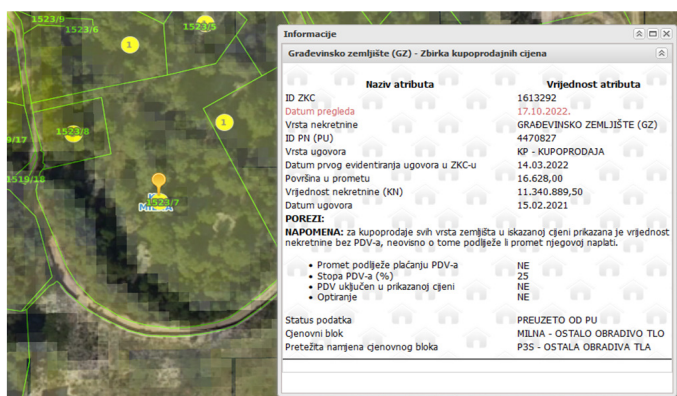 1523/9
1523/6
1523/5
1
1
1523/8
9/17
1519/18
1523/7
Informacije
Građevinsko zemljište (GZ) - Zbirka kupoprodajnih cijena
Naziv atributa Vrijednost atributa
ID ZKC 1613292
Datum pregleda 17.10.2022.
Vrsta nekretnine GRAĐEVINSKO ZEMLJIŠTE (GZ)
ID PN (PU) 4470827
Vrsta ugovora KP - KUPOPRODAJA
Datum prvog evidentiranja ugovora u ZKC-u 14.03.2022
Površina u prometu 16.628,00
Vrijednost nekretnine (KN) 11.340.889,50
Datum ugovora 15.02.2021
POREZI:
NAPOMENA: za kupoprodaje svih vrsta zemljišta u iskazanoj cijeni prikazana je vrijednost
nekretnine bez PDV-a, neovisno o tome podliježe li promet njegovoj naplati.
• Promet podliježe plaćanju PDV-a NE
• Stopa PDV-a (%) 25
• PDV uključen u prikazanoj cijeni NE
• Optiranje NE
Status podatka PREUZETO OD PU
Cjenovni blok MILNA - OSTALO OBRADIVO TLO
Pretežita namjena cjenovnog bloka P3S - OSTALA OBRADIVA TLA